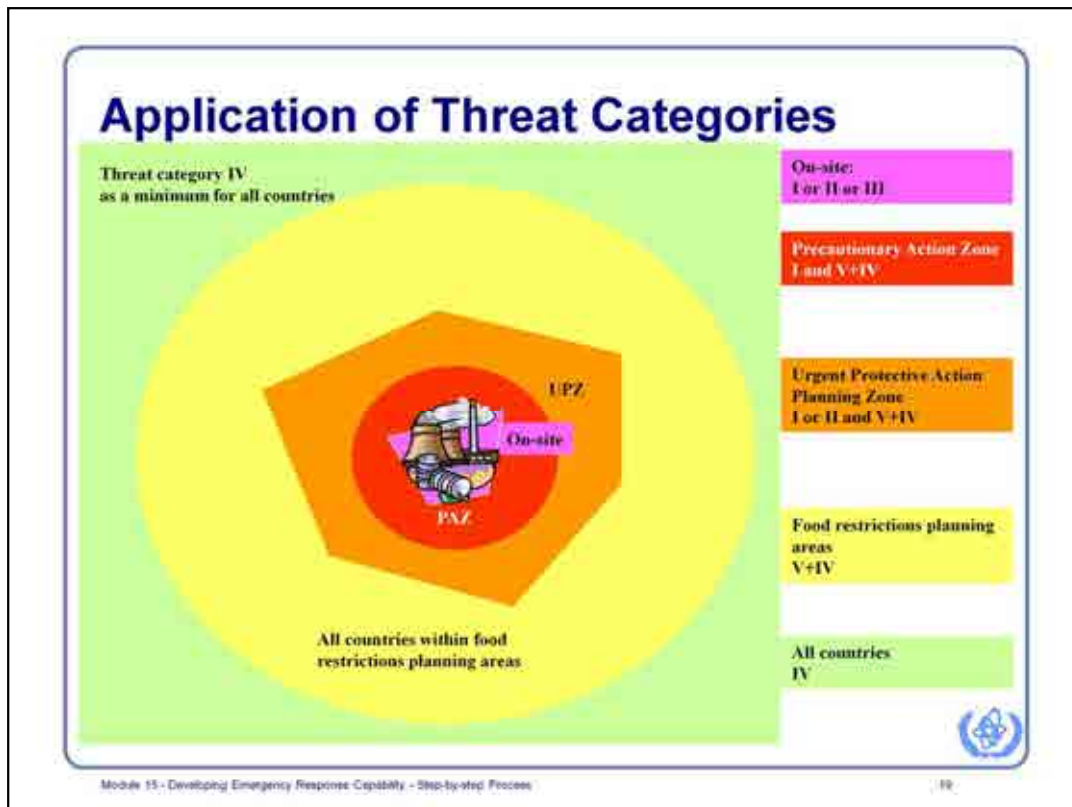 Application of Threat Categories
Threat category IV
as a minimum for all countries
UPZ
On-site
PAZ
All countries within food
restrictions planning areas
On-site:
I or II or III
Precautionary Action Zone
I and V+IV
Urgent Protective Action
Planning Zone
I or II and V+IV
Food restrictions planning
areas
V+IV
All countries
IV
Module 15 - Developing Emergency Response Capability - Step-by-step Process
19